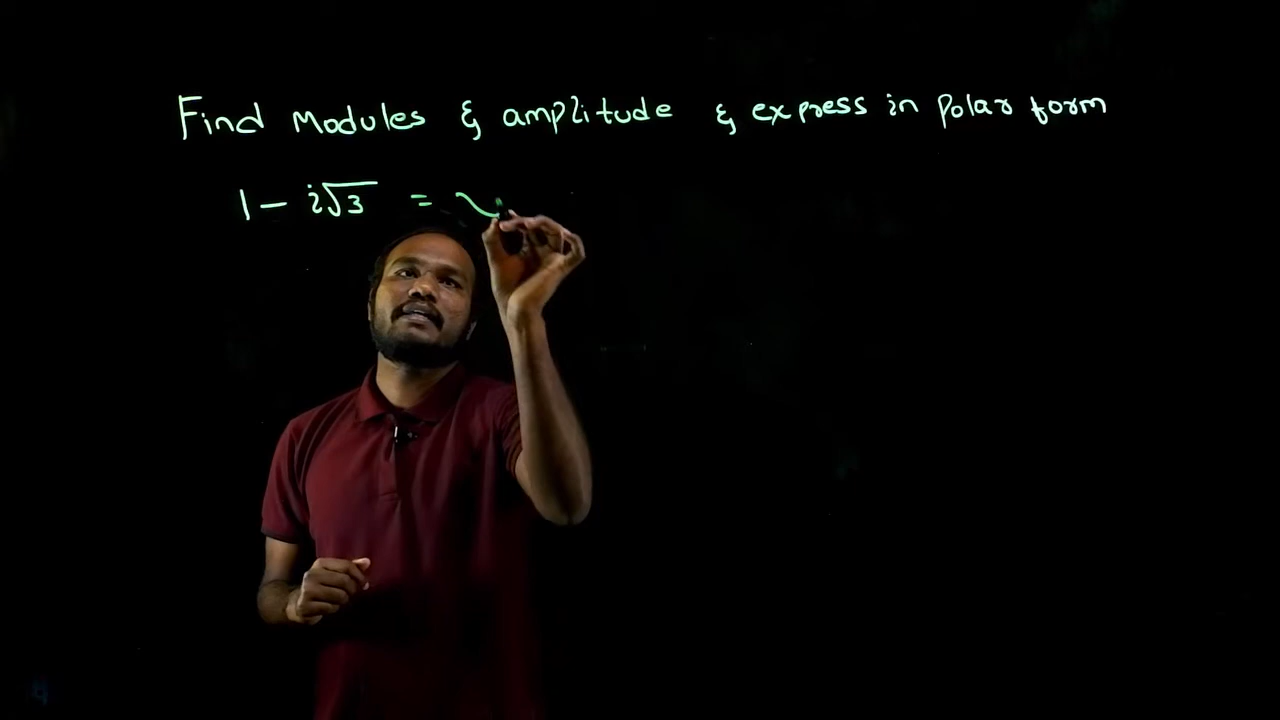 Find Modules & amplitude & express in Polar form
1 - i√3 =